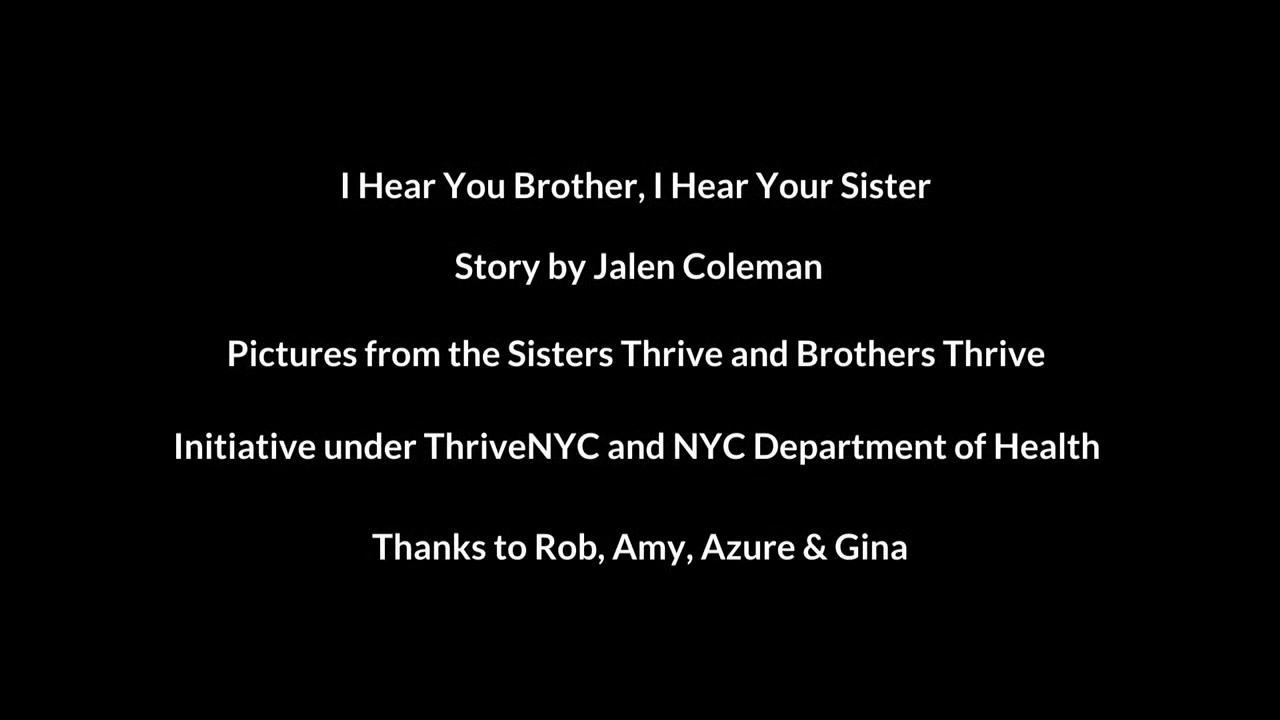 I Hear You Brother, I Hear Your Sister
Story by Jalen Coleman
Pictures from the Sisters Thrive and Brothers Thrive
Initiative under ThriveNYC and NYC Department of Health
Thanks to Rob, Amy, Azure & Gina